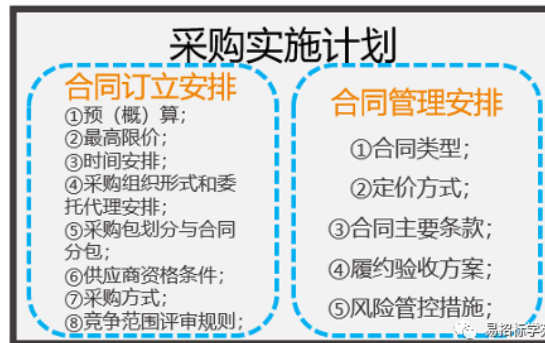 采购实施计划
合同订立安排
①预（概）算；
②最高限价；
③时间安排；
④采购组织形式和委
托代理安排；
⑤采购包划分与合同
分包；
⑥供应商资格条件；
⑦采购方式；
⑧竞争范围评审规则；
合同管理安排
①合同类型；
②定价方式；
③合同主要条款；
④履约验收方案；
⑤风险管控措施；
易招标学